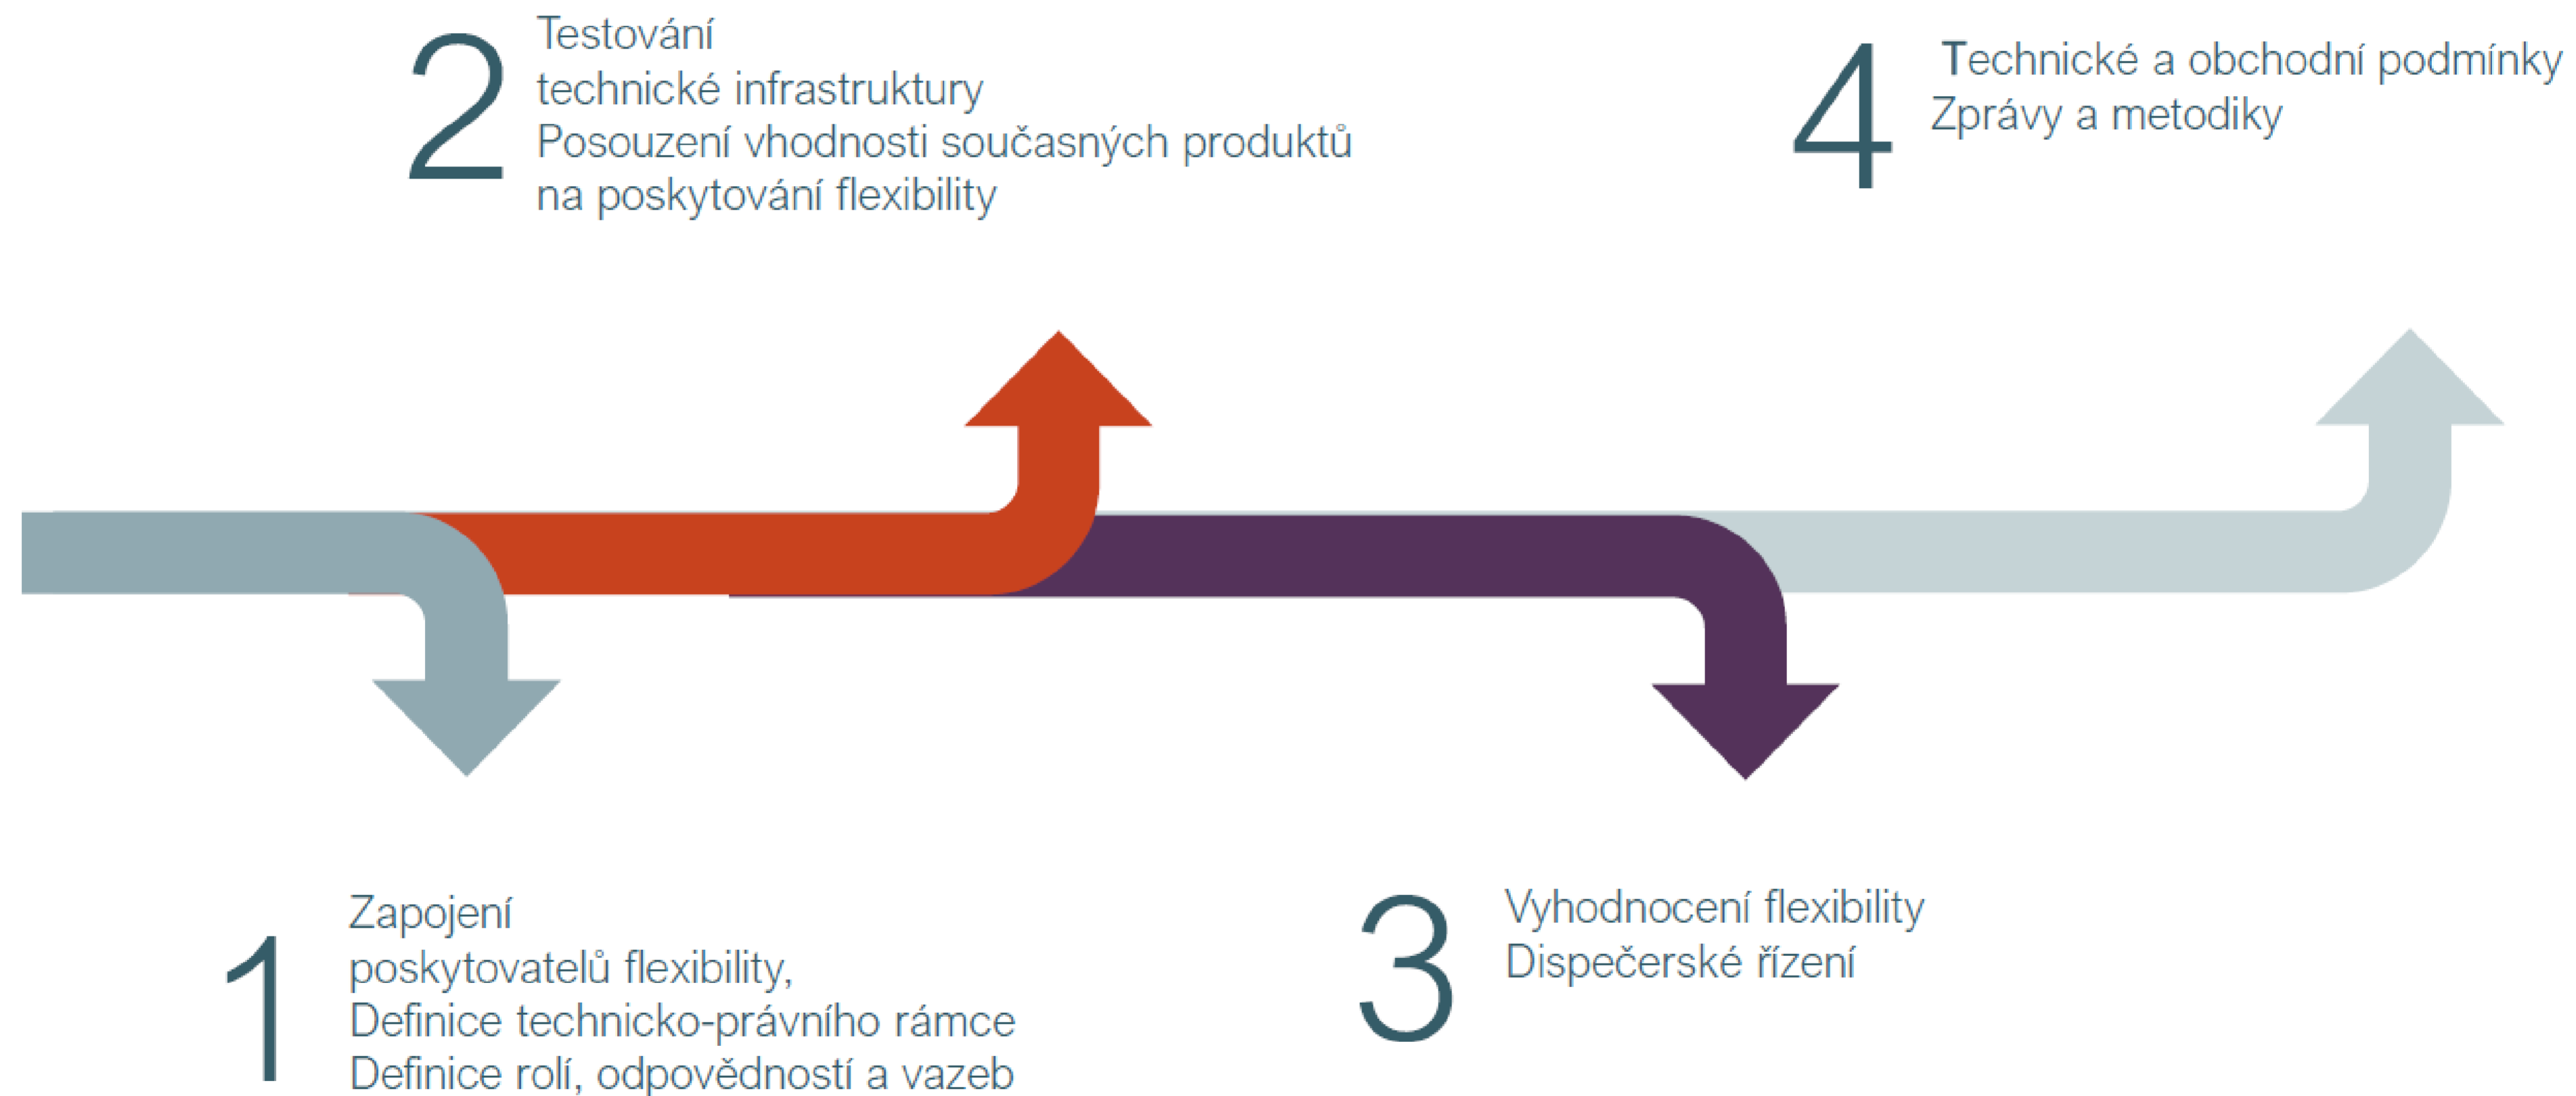 2
Testování
technické infrastruktury
Posouzení vhodnosti současných produktů
na poskytování flexibility
4
Technické a obchodní podmínky
Zprávy a metodiky
1
Zapojení
poskytovatelů flexibility,
Definice technicko-právního rámce
Definice rolí, odpovědností a vazeb
3
Vyhodnocení flexibility
Dispečerské řízení